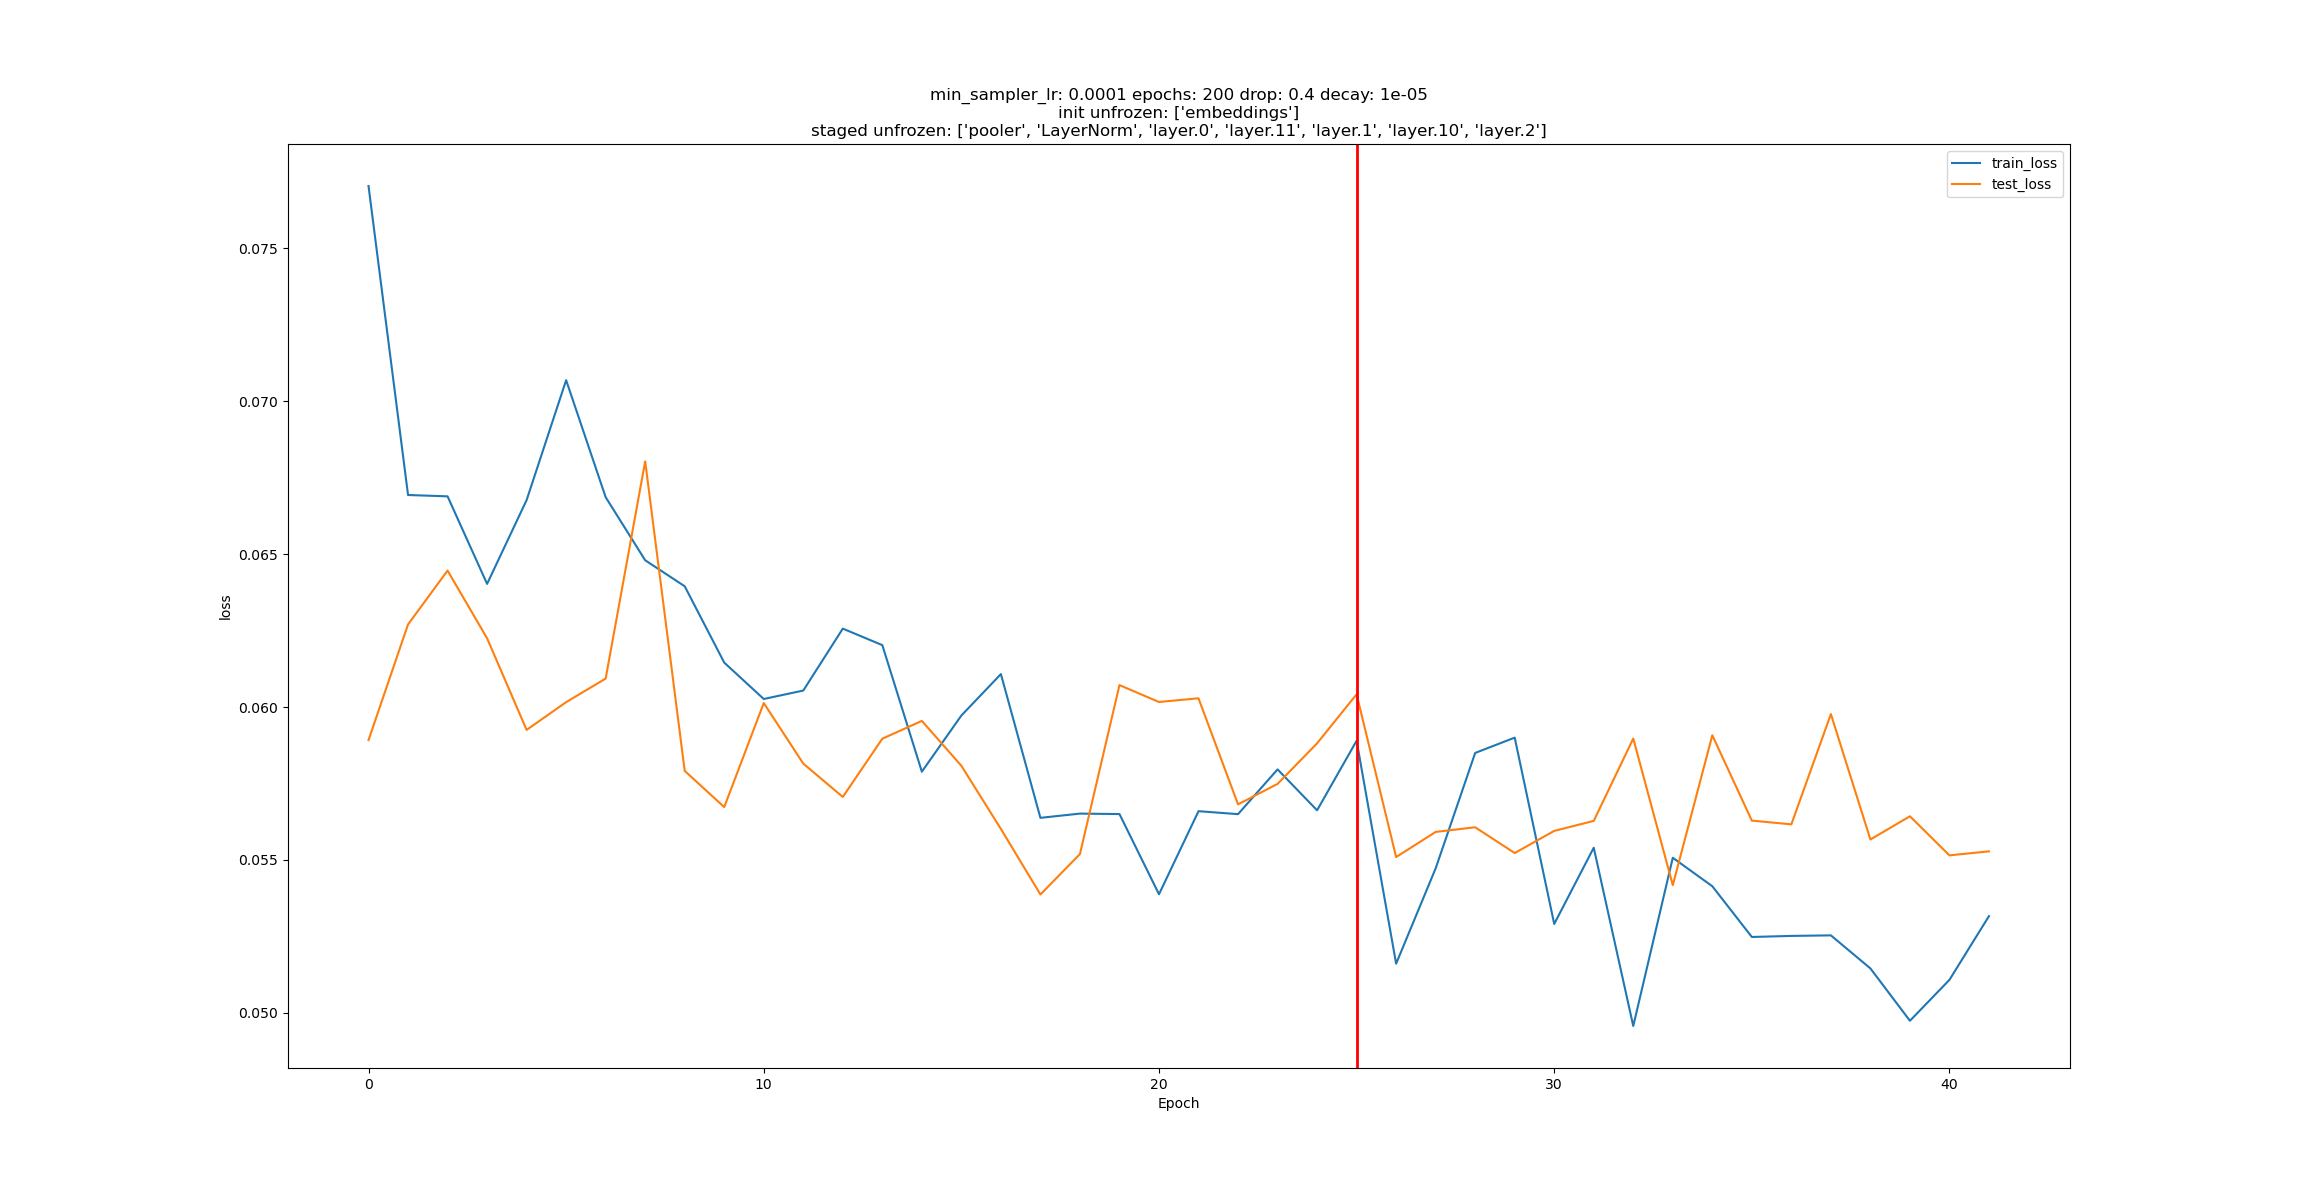 min_sampler_lr: 0.0001 epochs: 200 drop: 0.4 decay: 1e-05
init unfrozen: ['embeddings']
staged unfrozen: ['pooler', 'LayerNorm', 'layer.0', 'layer.11', 'layer.1', 'layer.10', 'layer.2']
train_loss
test_loss
0.075
0.070
0.065
0.060
0.055
0.050
loss
0
10
20
30
40
Epoch